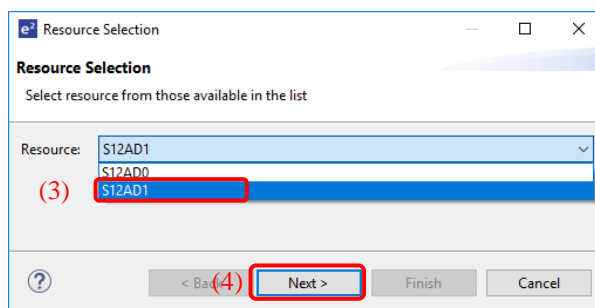 e² Resource Selection
Resource Selection
Select resource from those available in the list
Resource: S12AD1
S12AD0
(3) S12AD1
? < Back (4) Next > Finish Cancel